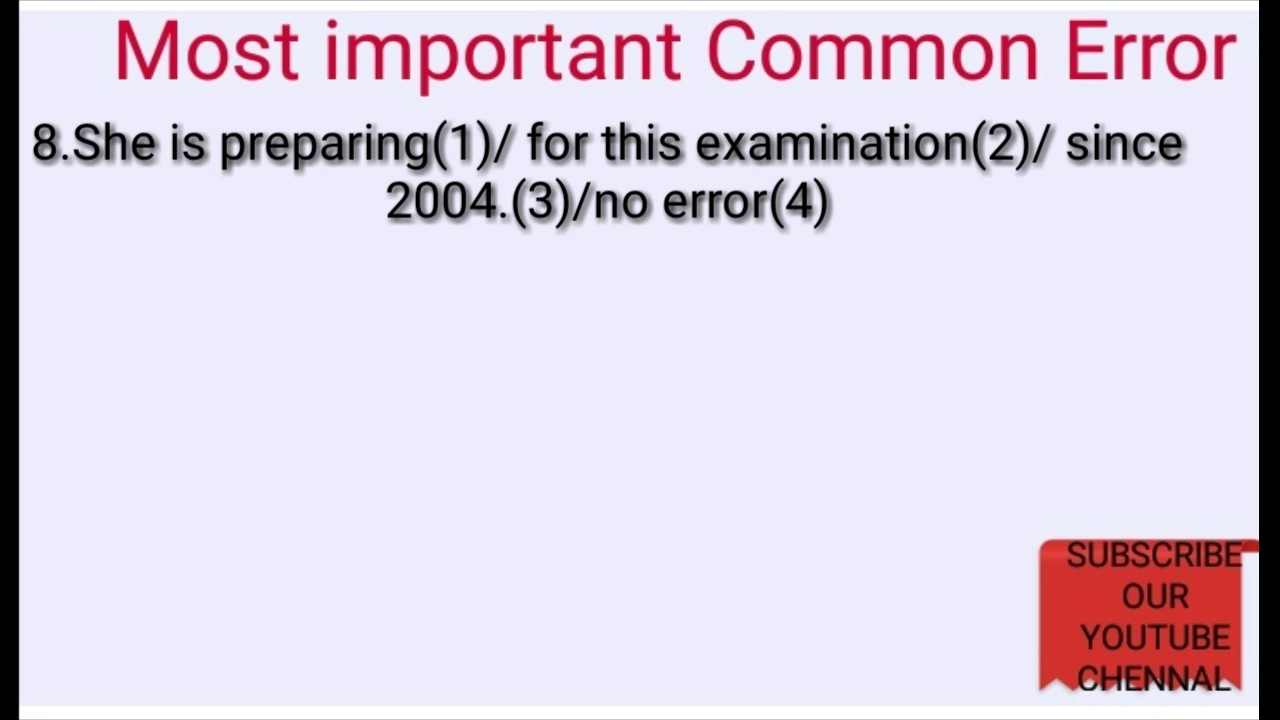 Most important Common Error
8.She is preparing(1)/ for this examination(2)/ since
2004.(3)/no error(4)
SUBSCRIBE
OUR
YOUTUBE
CHENNAL